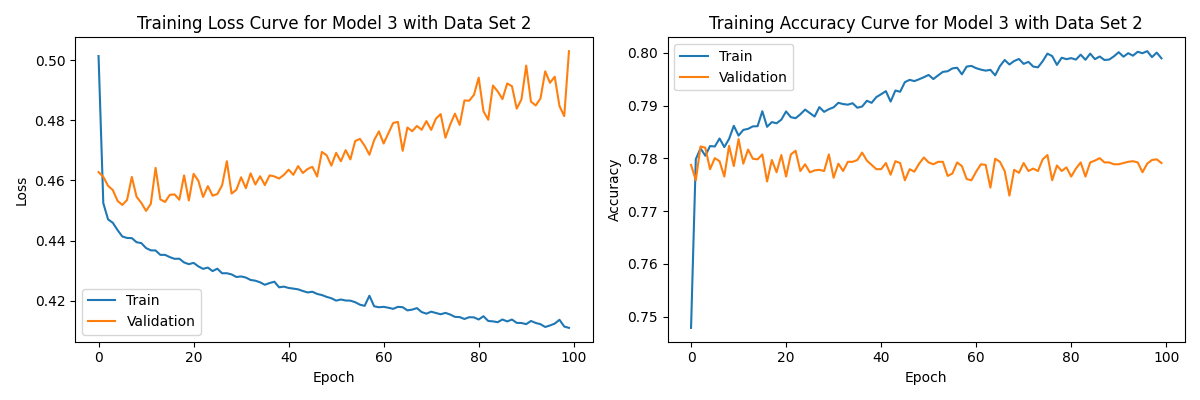 Training Loss Curve for Model 3 with Data Set 2
Loss
0.50
0.48
0.46
0.44
0.42
Train
Validation
0 20 40 60 80 100
Epoch
Training Accuracy Curve for Model 3 with Data Set 2
Accuracy
0.80
0.79
0.78
0.77
0.76
0.75
Train
Validation
0 20 40 60 80 100
Epoch